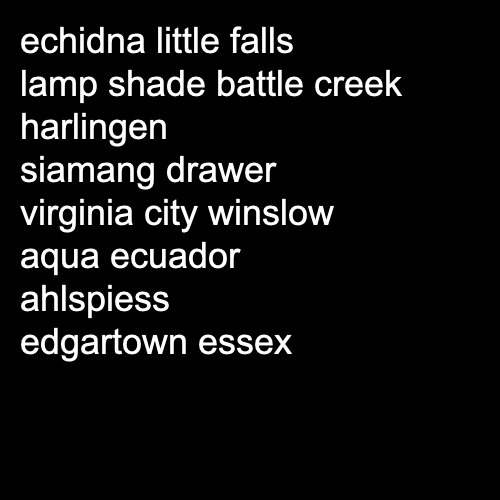 echidna little falls
lamp shade battle creek
harlingen
siamang drawer
virginia city winslow
aqua ecuador
ahlspiess
edgartown essex